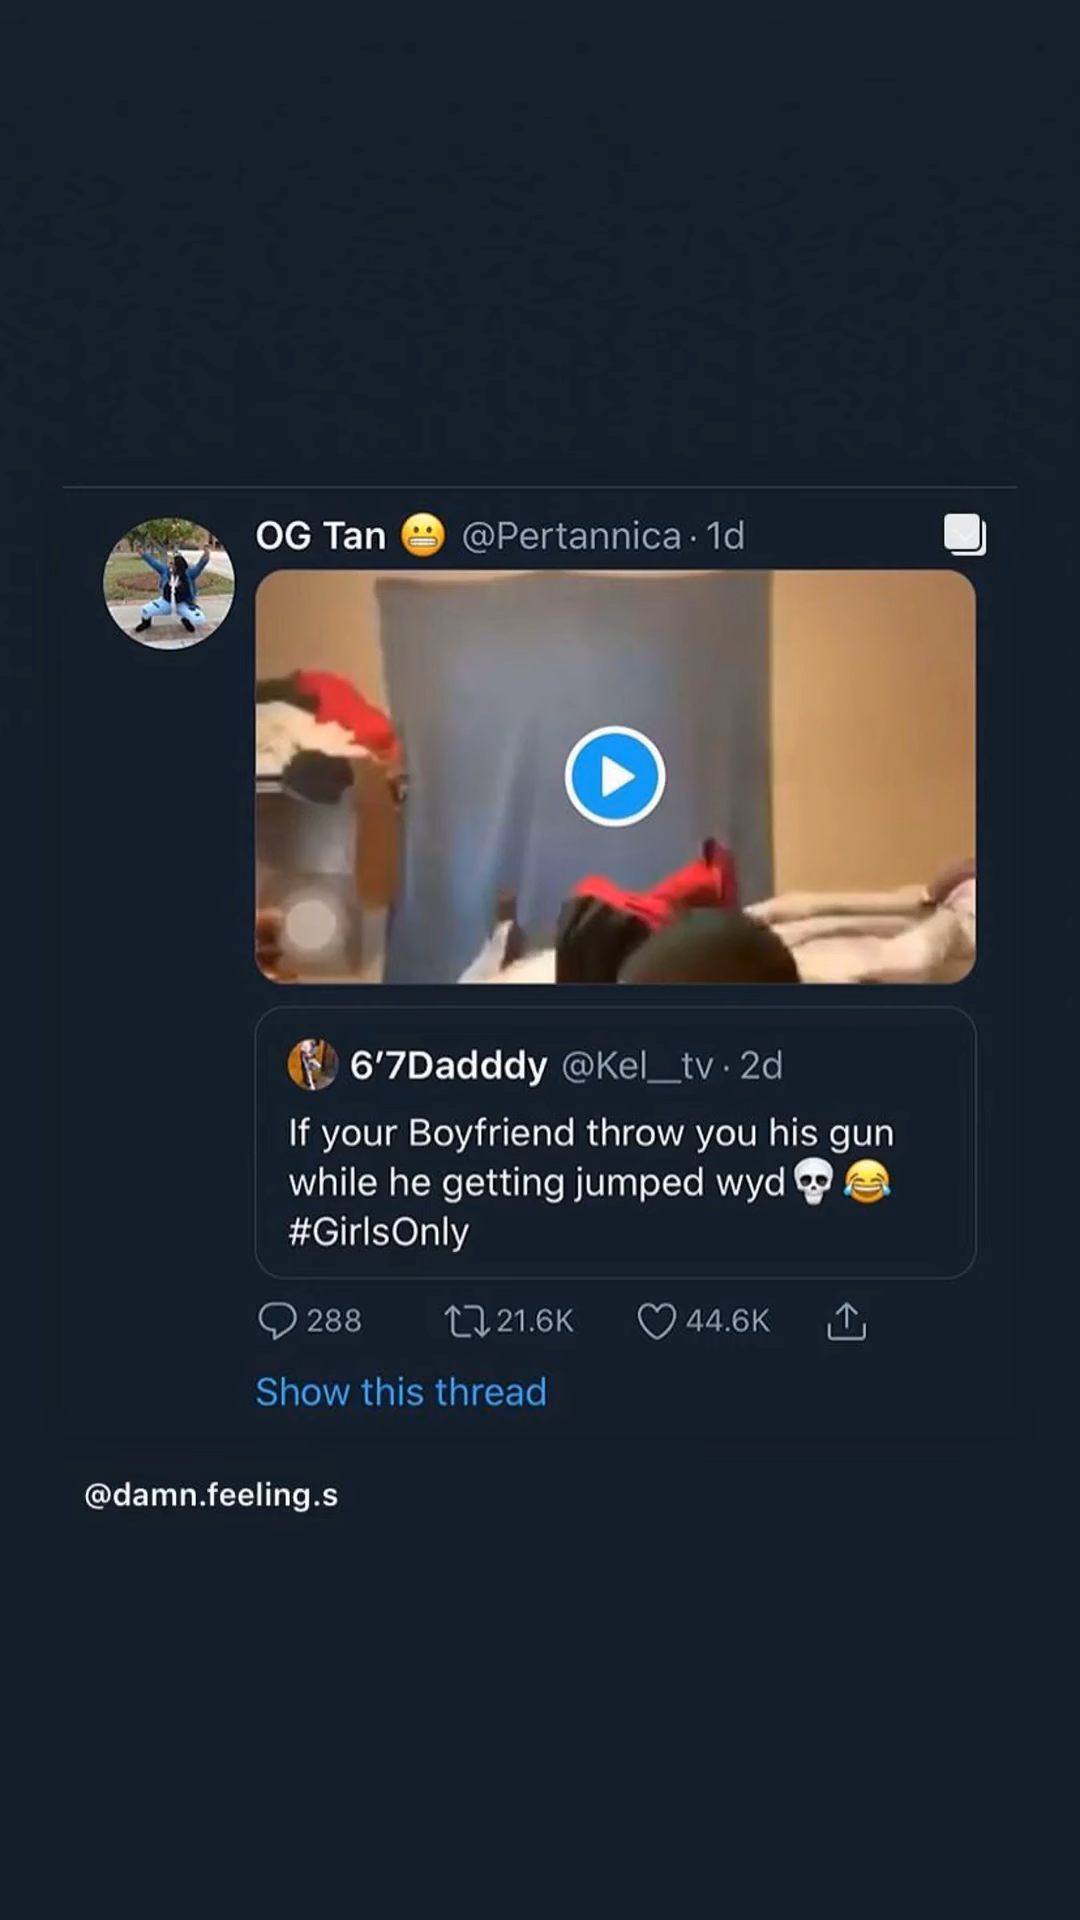 OG Tan 😬 @Pertannica · 1d
6'7Dadddy @Kel__tv · 2d
If your Boyfriend throw you his gun
while he getting jumped wyd💀😂
#GirlsOnly
288 21.6K 44.6K
Show this thread
@damn.feeling.s